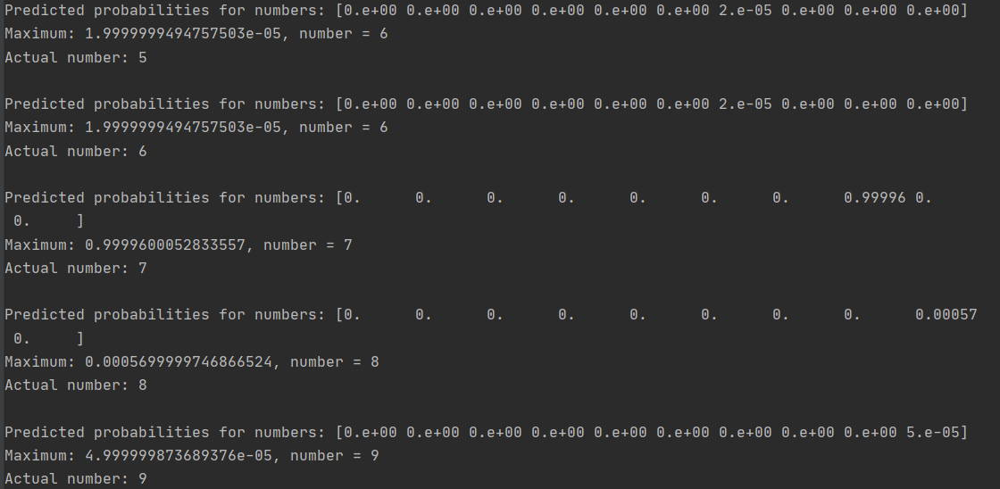 Predicted probabilities for numbers: [0.e+00 0.e+00 0.e+00 0.e+00 0.e+00 0.e+00 2.e-05 0.e+00 0.e+00 0.e+00]
Maximum: 1.9999999494757503e-05, number = 6
Actual number: 5
Predicted probabilities for numbers: [0.e+00 0.e+00 0.e+00 0.e+00 0.e+00 0.e+00 2.e-05 0.e+00 0.e+00 0.e+00]
Maximum: 1.9999999494757503e-05, number = 6
Actual number: 6
Predicted probabilities for numbers: [0.      0.      0.      0.      0.      0.      0.      0.99996 0.
 0.     ]
Maximum: 0.9999600052833557, number = 7
Actual number: 7
Predicted probabilities for numbers: [0.      0.      0.      0.      0.      0.      0.      0.      0.00057
 0.     ]
Maximum: 0.0005699999746866524, number = 8
Actual number: 8
Predicted probabilities for numbers: [0.e+00 0.e+00 0.e+00 0.e+00 0.e+00 0.e+00 0.e+00 0.e+00 0.e+00 5.e-05]
Maximum: 4.999999873689376e-05, number = 9
Actual number: 9